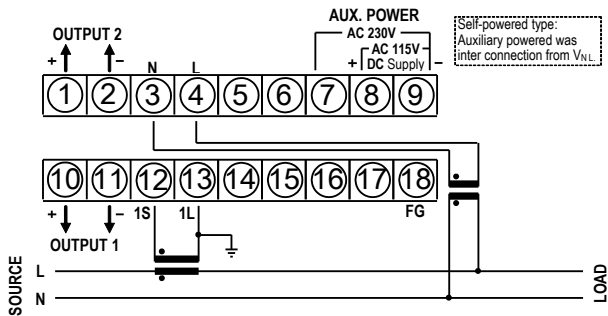 AUX. POWER
OUTPUT 2
AC 230V
AC 115V
+ – N L + DC Supply –
Self-powered type:
Auxiliary powered was
inter connection from VNL.
1 2 3 4 5 6 7 8 9
10 11 12 13 14 15 16 17 18
+ – 1S 1L FG
OUTPUT 1
SOURCE
L
N
LOAD